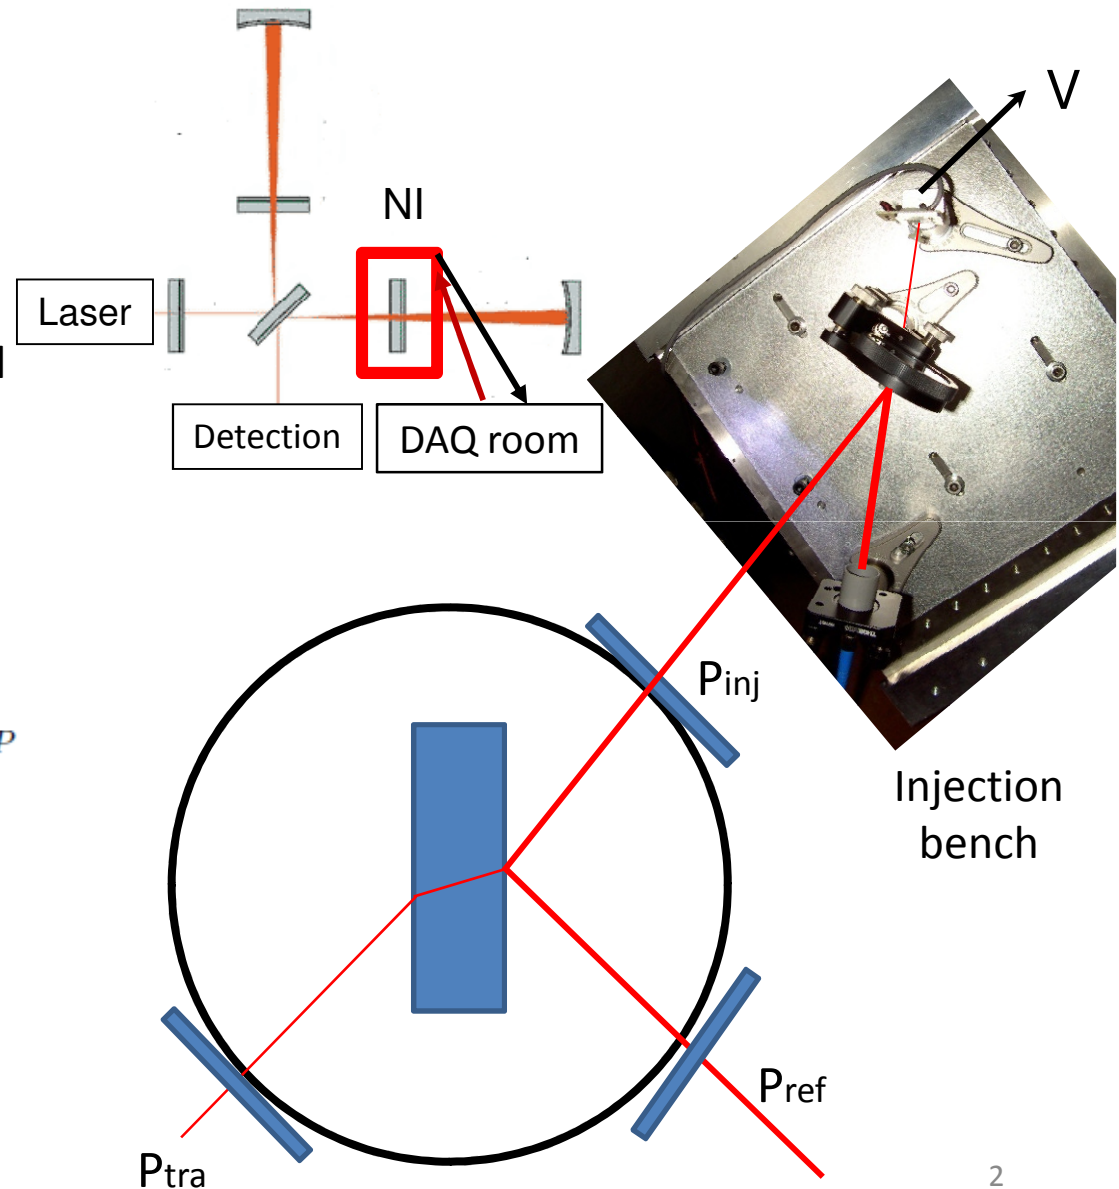 V
NI
Laser
Detection
DAQ room
Pinj
P
Injection
bench
Pref
Ptra
2